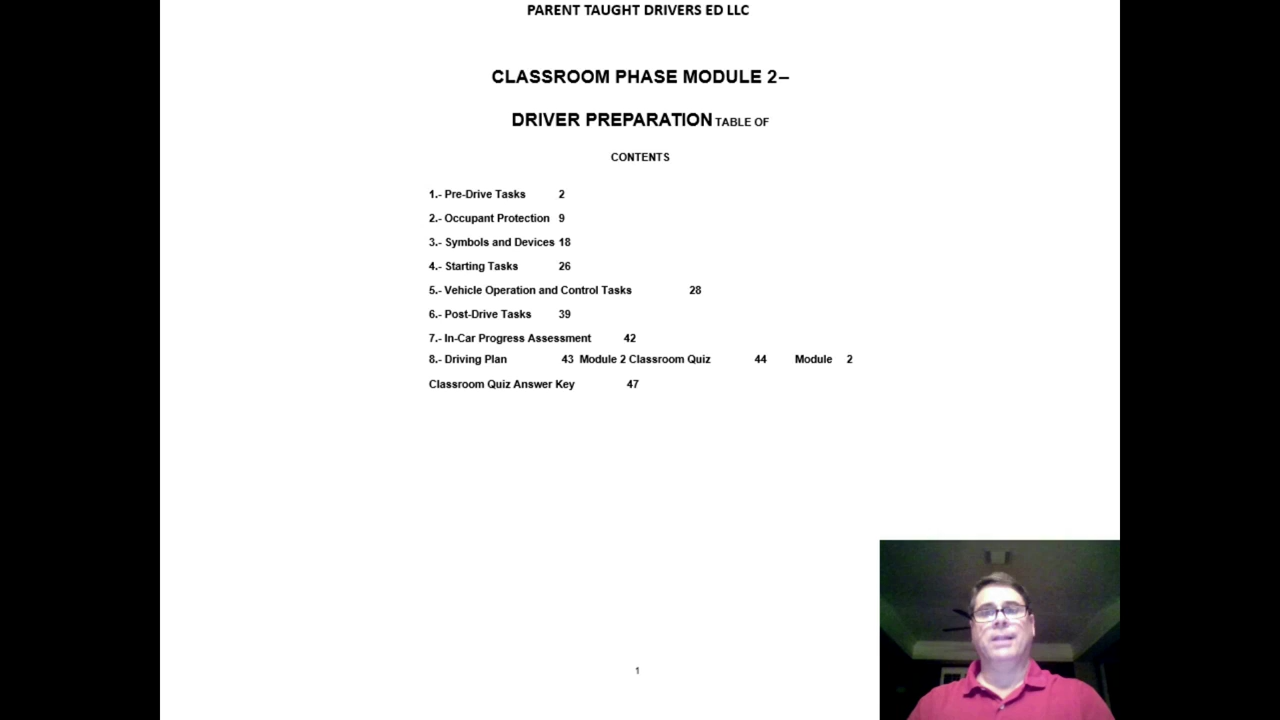 PARENT TAUGHT DRIVERS ED LLC
CLASSROOM PHASE MODULE 2–
DRIVER PREPARATION TABLE OF
CONTENTS
1.- Pre-Drive Tasks 2
2.- Occupant Protection 9
3.- Symbols and Devices 18
4.- Starting Tasks 26
5.- Vehicle Operation and Control Tasks 28
6.- Post-Drive Tasks 39
7.- In-Car Progress Assessment 42
8.- Driving Plan 43 Module 2 Classroom Quiz 44 Module 2
Classroom Quiz Answer Key 47
1